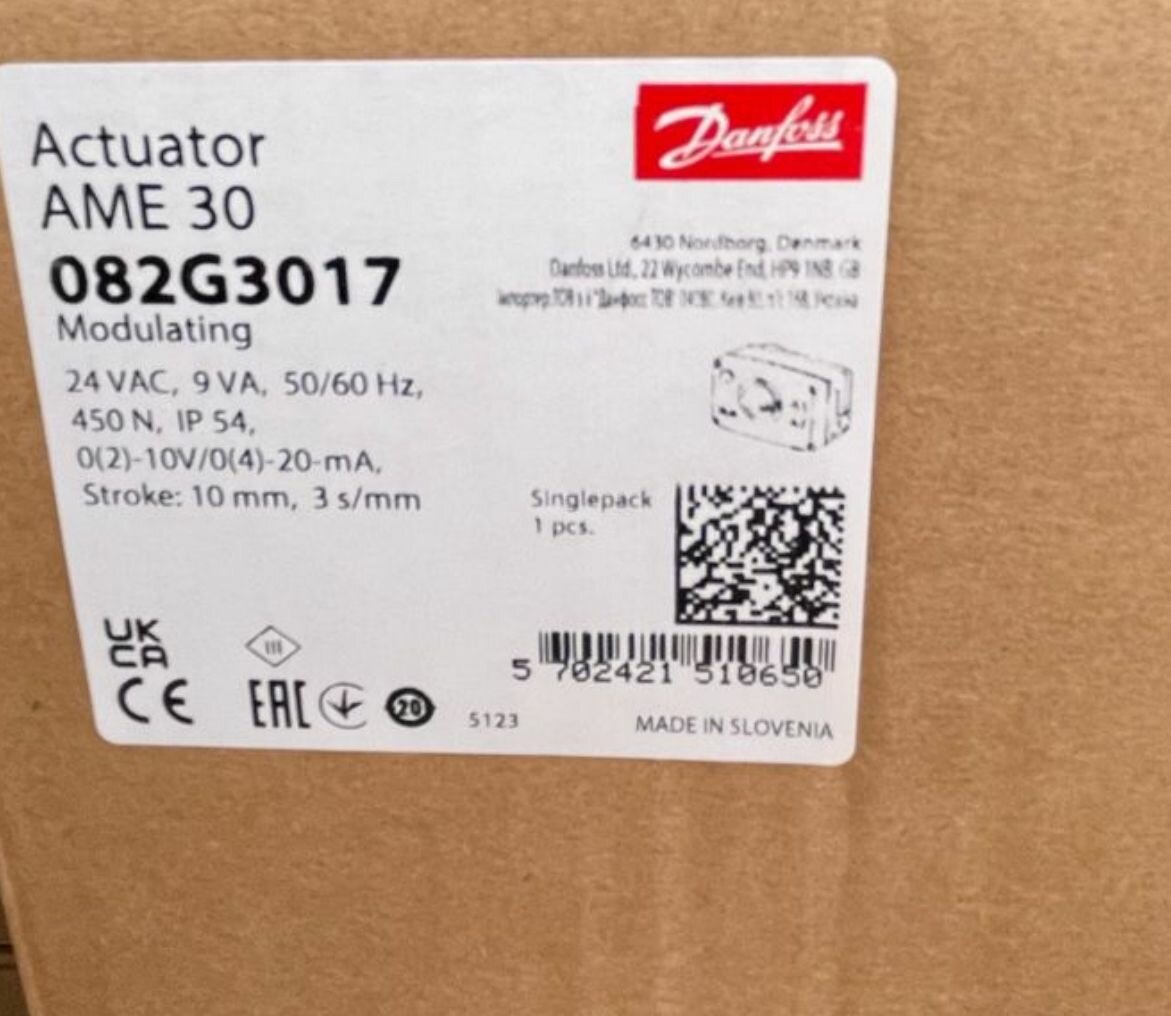 Actuator
AME 30
082G3017
Modulating
24 VAC, 9 VA, 50/60 Hz,
450 N, IP 54,
0(2)-10V/0(4)-20-mA,
Stroke: 10 mm, 3 s/mm
Danfoss
6430 Nordborg, Denmark
Danfoss Ltd., 22 Wycombe End, HP9 1NB, GB
Singlepack
1 pcs.
5 702421 510650
UK
CA
III
CE
EAC
20
5123
MADE IN SLOVENIA